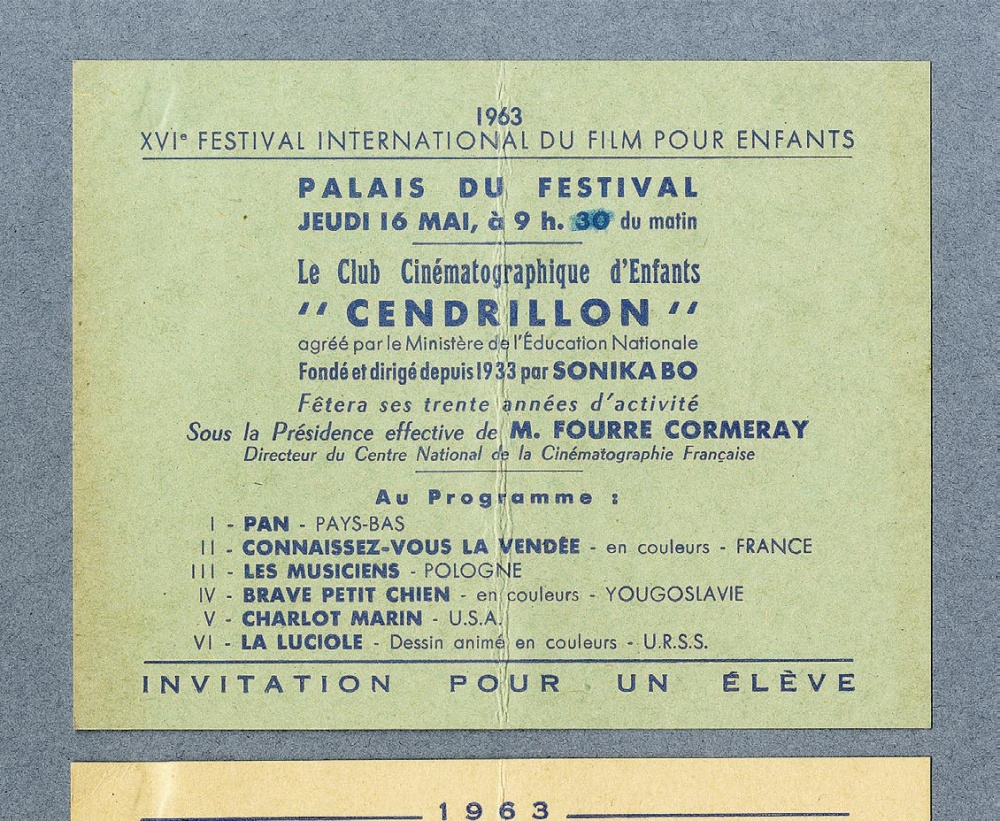 1963
XVIe FESTIVAL INTERNATIONAL DU FILM POUR ENFANTS
PALAIS DU FESTIVAL
JEUDI 16 MAI, à 9 h. 30 du matin
Le Club Cinématographique d'Enfants
" CENDRILLON "
agréé par le Ministère de l'Éducation Nationale
Fondé et dirigé depuis 1933 par SONIKA BO
Fêtera ses trente années d'activité
Sous la Présidence effective de M. FOURRE CORMERAY
Directeur du Centre National de la Cinématographie Française
Au Programme :
I - PAN - PAYS-BAS
II - CONNAISSEZ-VOUS LA VENDÉE - en couleurs - FRANCE
III - LES MUSICIENS - POLOGNE
IV - BRAVE PETIT CHIEN - en couleurs - YOUGOSLAVIE
V - CHARLOT MARIN - U.S.A.
VI - LA LUCIOLE - Dessin animé en couleurs - U.R.S.S.
INVITATION POUR UN ÉLÈVE
1963